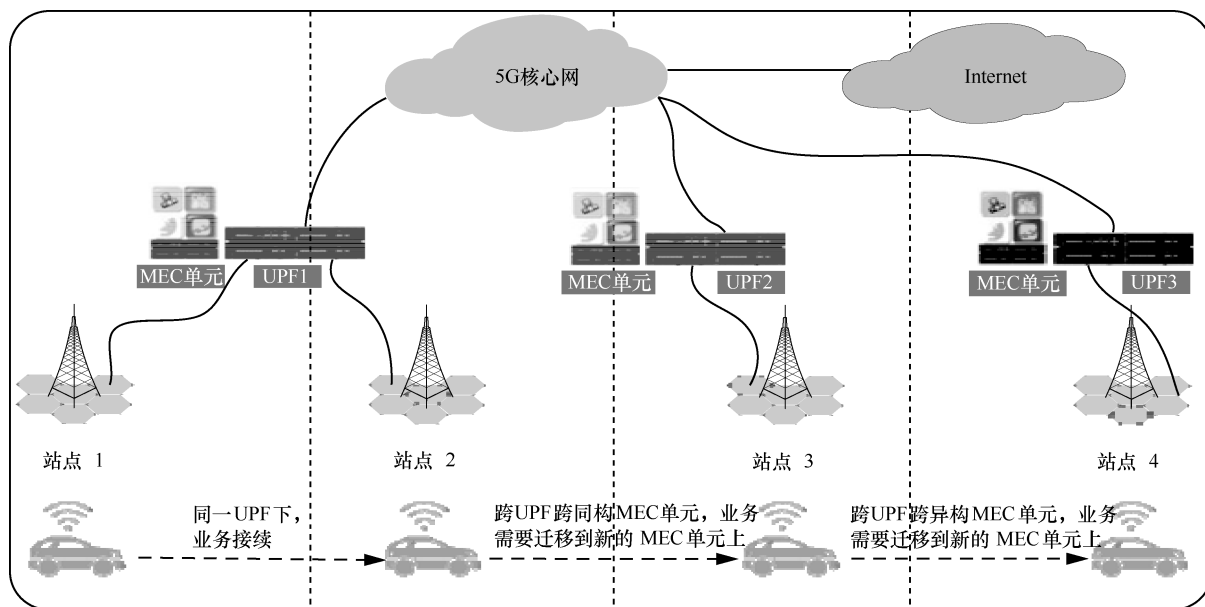 5G核心网
Internet
MEC单元
UPF1
MEC单元
UPF2
MEC单元
UPF3
站点 1
站点 2
站点 3
站点 4
同一UPF下，
业务接续
跨UPF跨同构MEC单元，业务
需要迁移到新的 MEC单元上
跨UPF跨异构MEC单元，业务
需要迁移到新的 MEC单元上